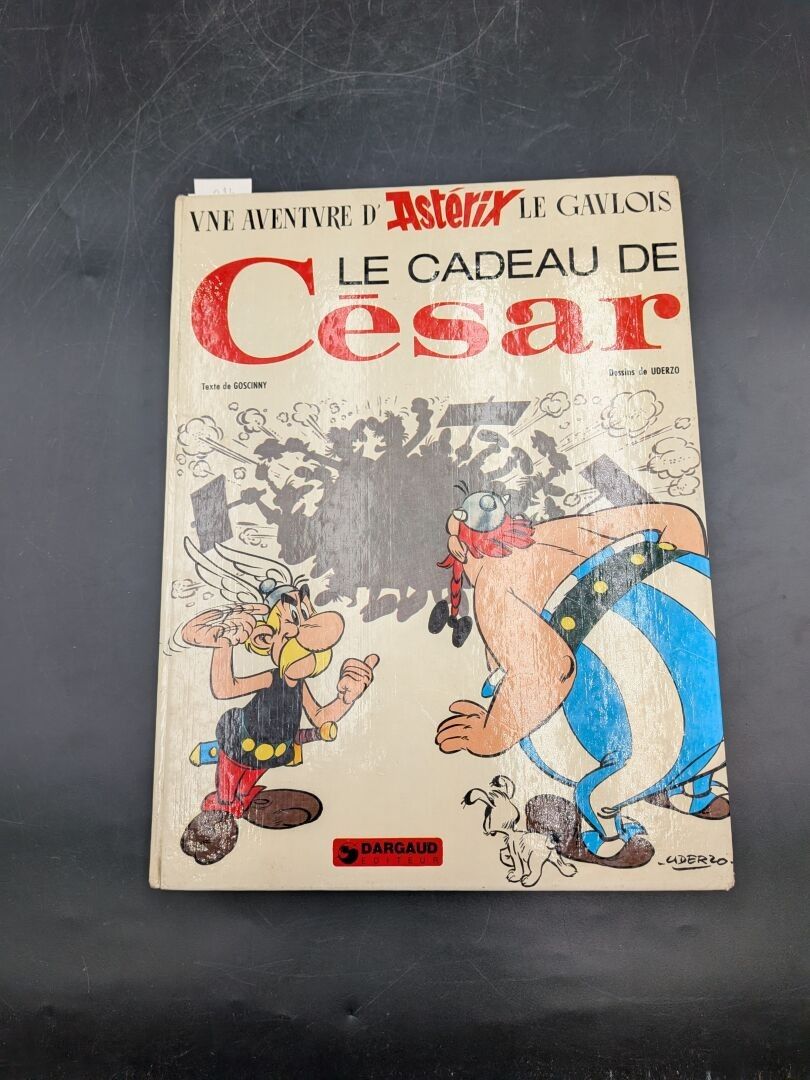 VNE AVENTVRE D' Astérix LE GAVLOIS
LE CADEAU DE
César
Texte de GOSCINNY
Dessins de UDERZO
DARGAUD
EDITEUR
UDERZO